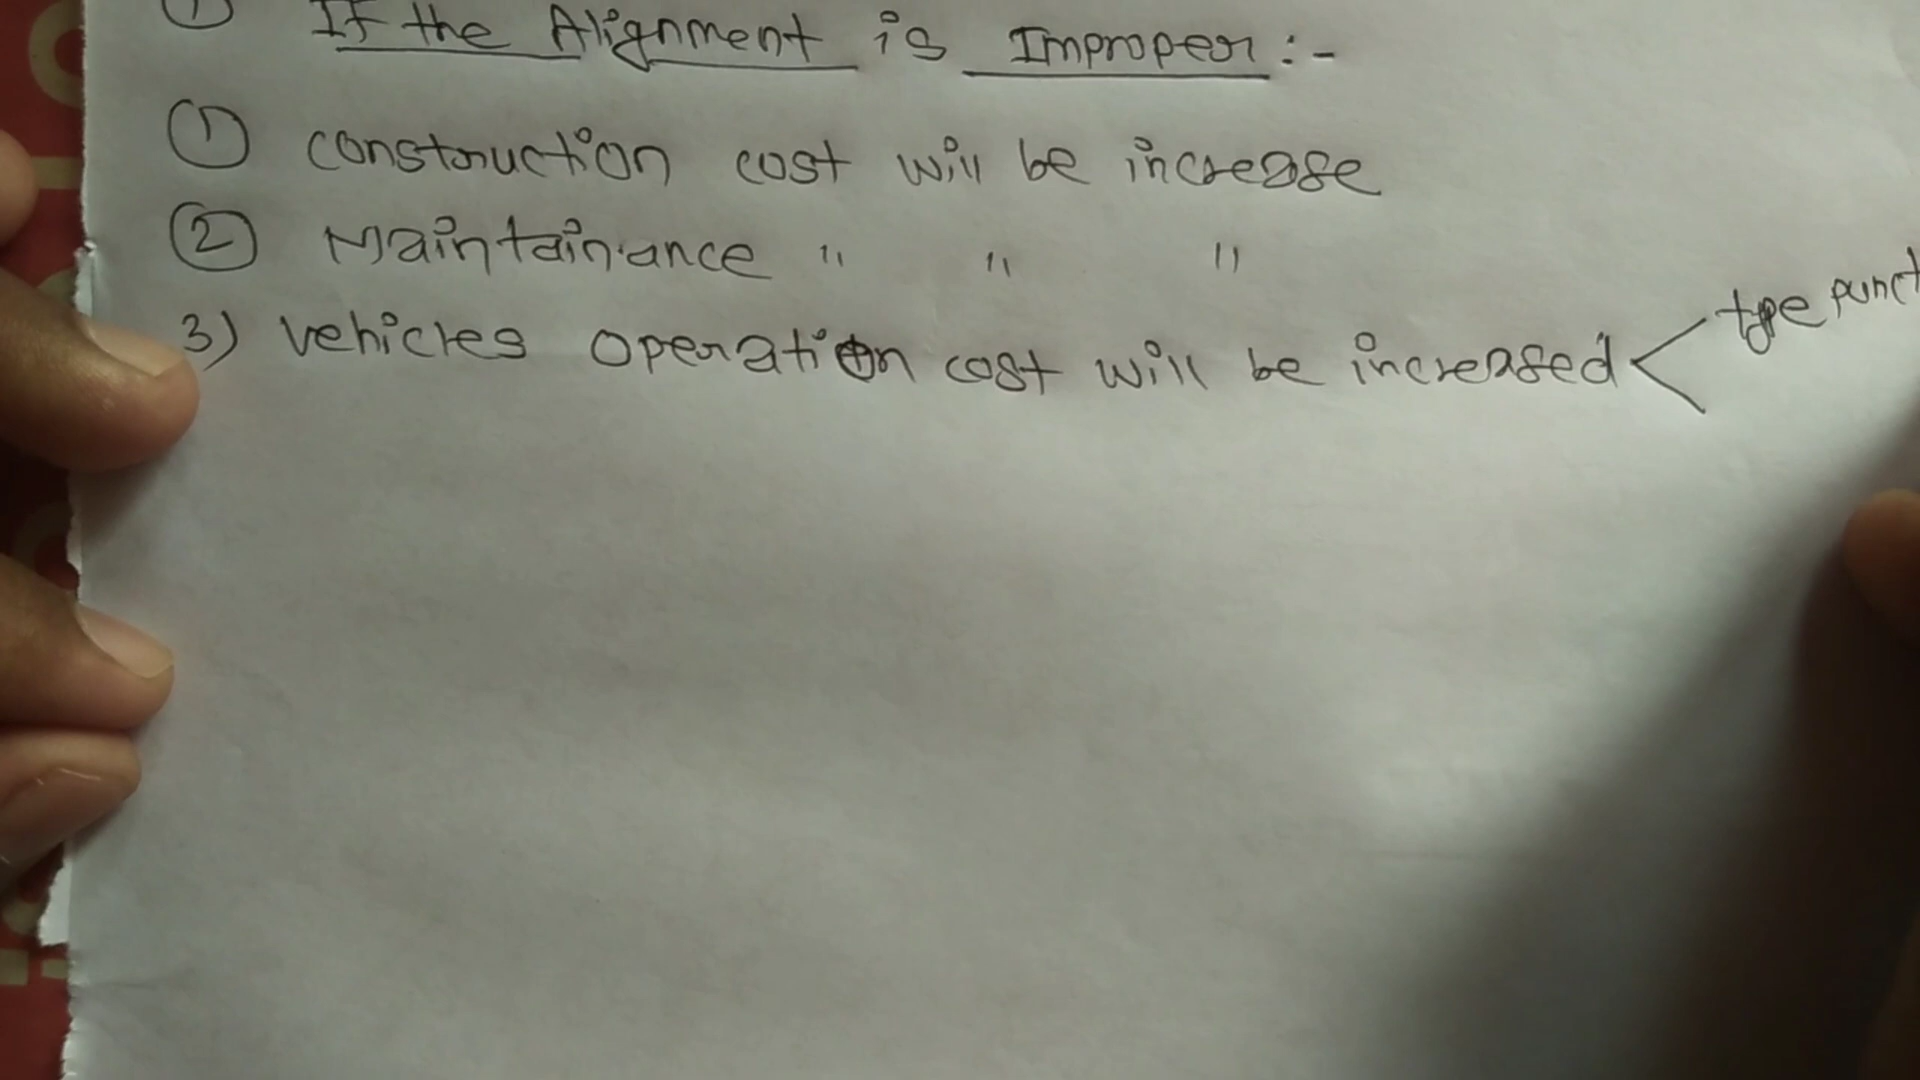 ① If the Alignment is Improper :-
① construction cost will be increase
② Maintainance " " "
3) vehicles operation cost will be increased < tyre punct